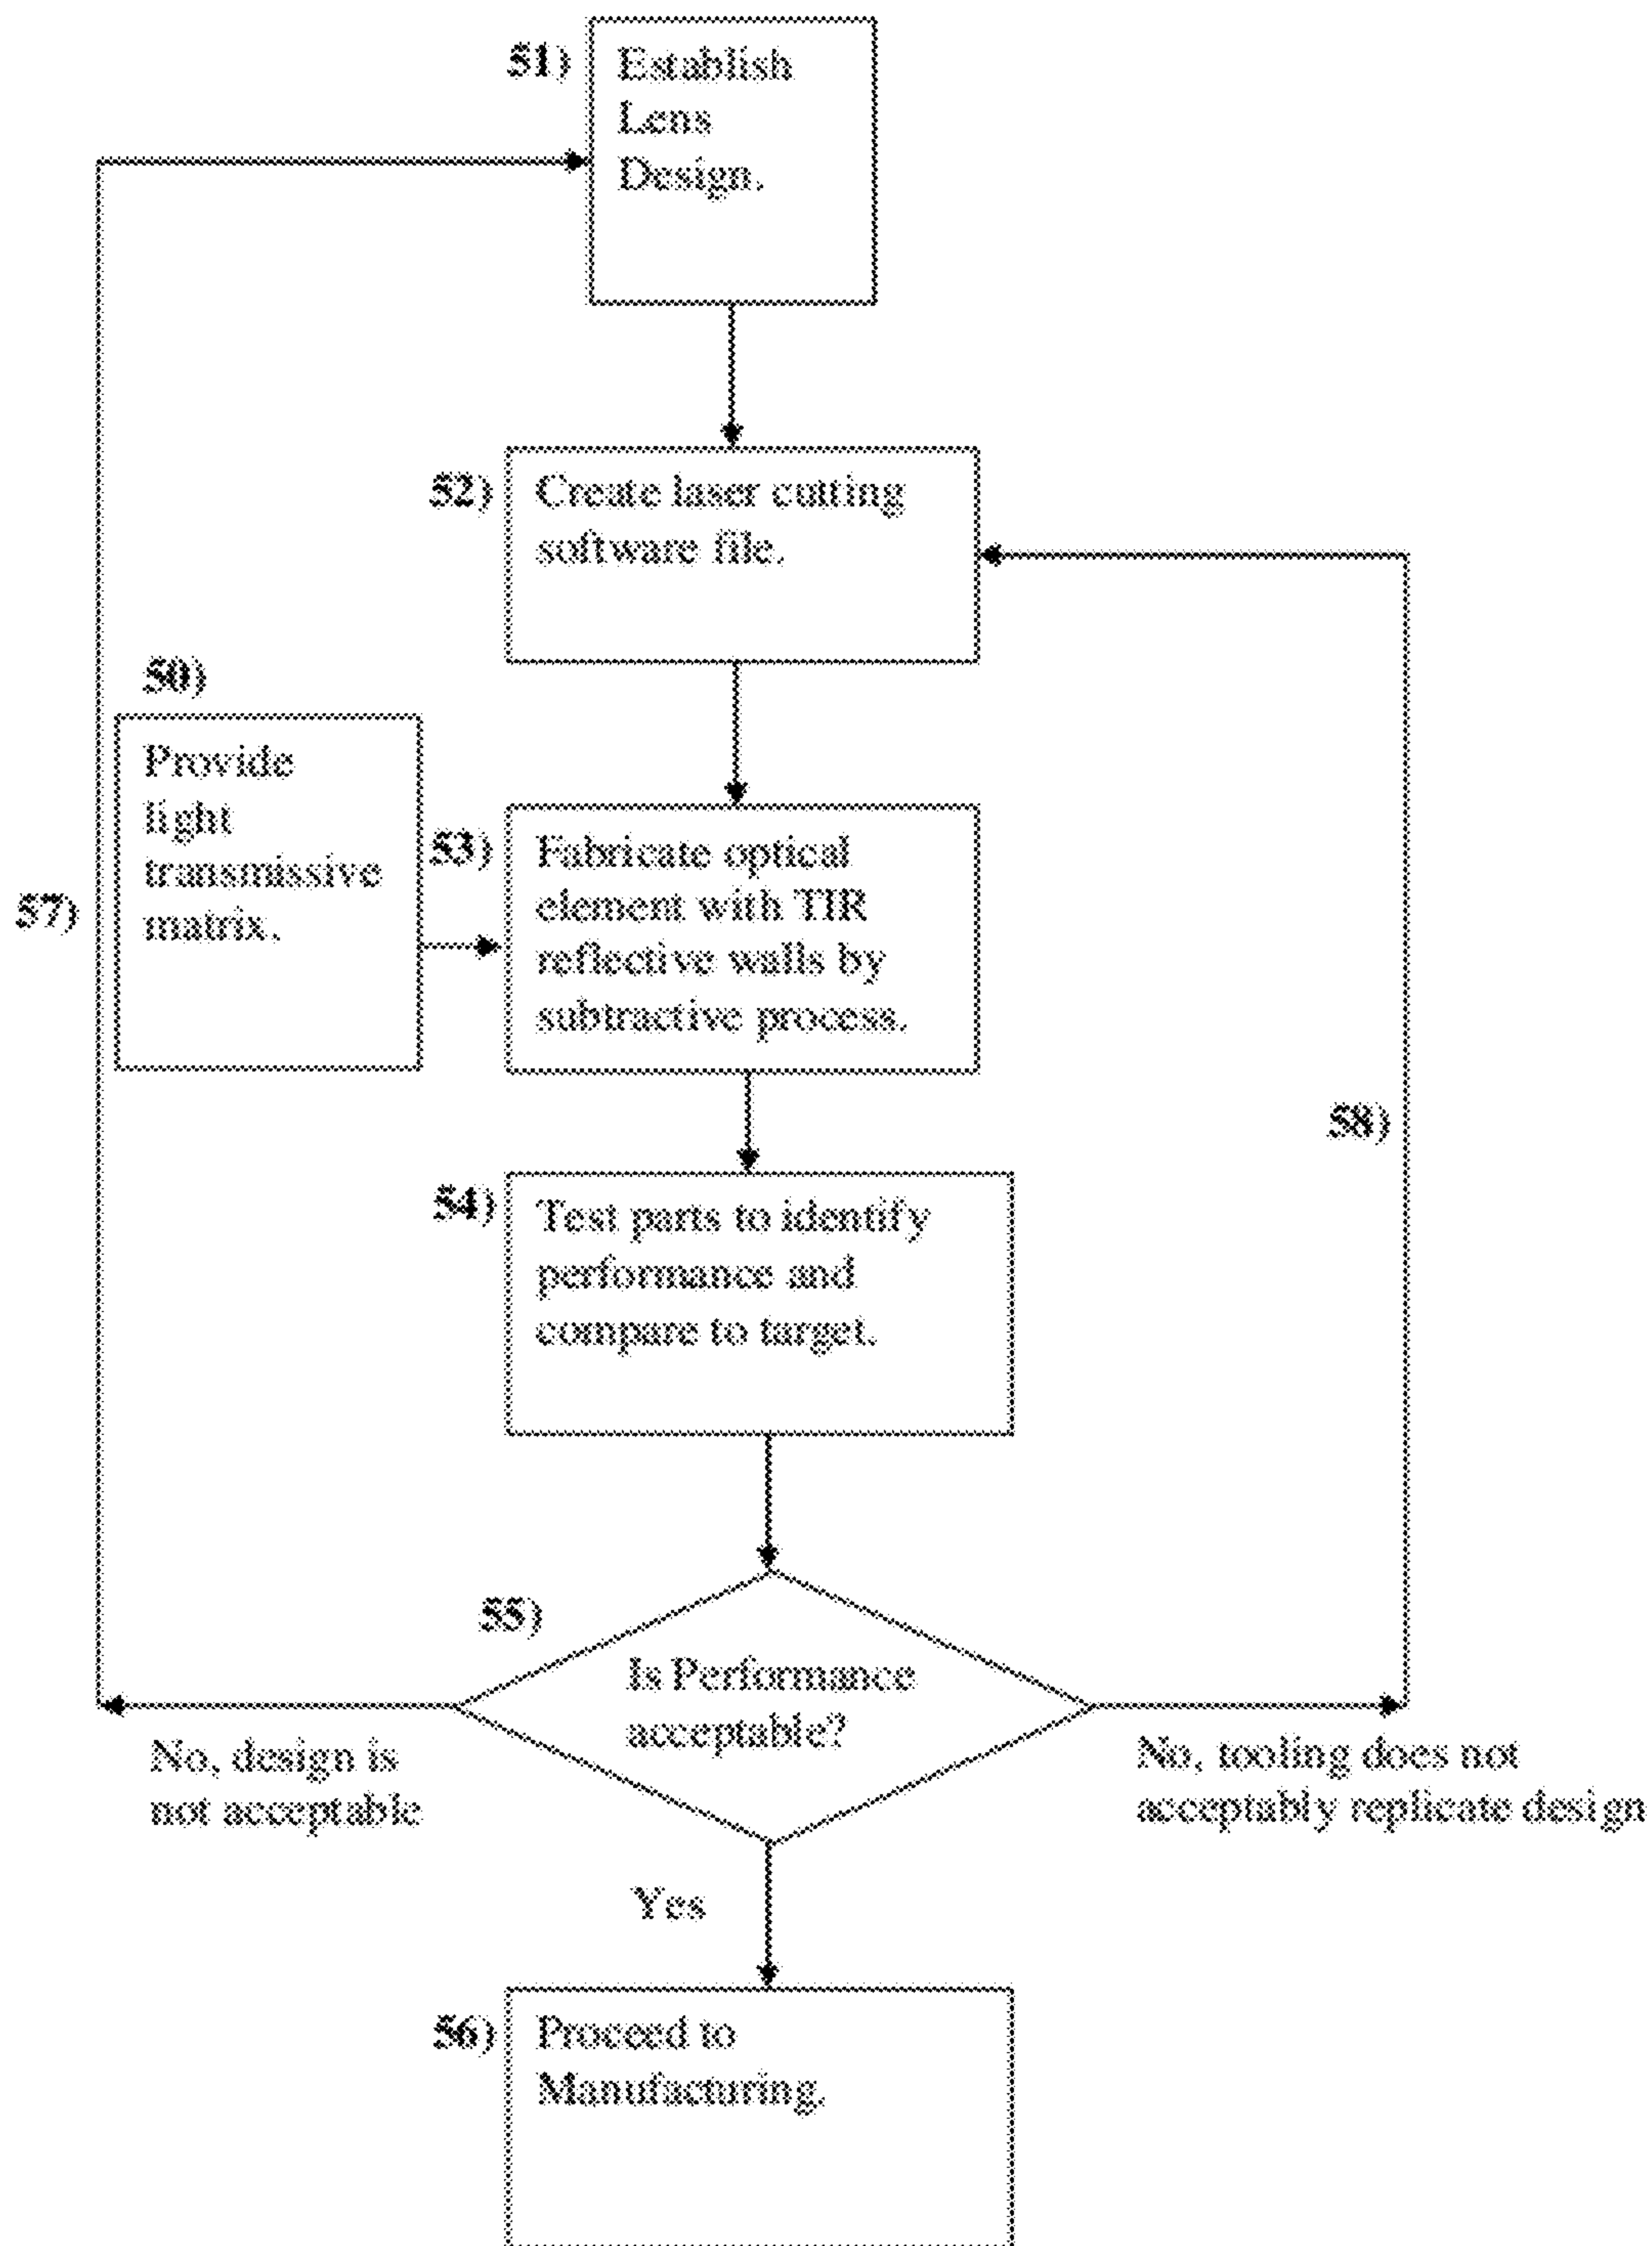 51)
Establish
Lens
Design.
52)
Create laser cutting
software file.
50)
Provide
light
transmissive
matrix.
57)
53)
Fabricate optical
element with TIR
reflective walls by
subtractive process.
58)
54)
Test parts to identify
performance and
compare to target.
55)
Is Performance
acceptable?
No, design is
not acceptable
No, tooling does not
acceptably replicate design
Yes
56)
Proceed to
Manufacturing.